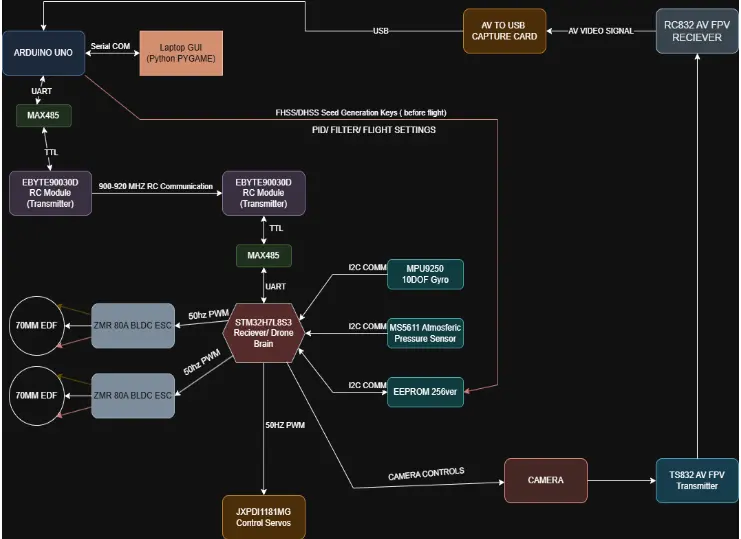 AV TO USB
CAPTURE CARD
RC832 AV FPV
RECIEVER
USB
AV VIDEO SIGNAL
ARDUINO UNO
Serial COM
Laptop GUI
(Python PYGAME)
UART
MAX485
FHSS/DHSS Seed Generation Keys ( before flight)
PID/ FILTER/ FLIGHT SETTINGS
TTL
EBYTE90030D
RC Module
(Transmitter)
900-920 MHZ RC Communication
EBYTE90030D
RC Module
(Transmitter)
TTL
MAX485
UART
I2C COMM
MPU9250
10DOF Gyro
70MM EDF
ZMR 80A BLDC ESC
50hz PWM
STM32H7L8S3
Reciever/ Drone
Brain
I2C COMM
MS5611 Atmosferic
Pressure Sensor
50hz PWM
70MM EDF
ZMR 80A BLDC ESC
I2C COMM
EEPROM 256ver
50HZ PWM
CAMERA CONTROLS
CAMERA
TS832 AV FPV
Transmitter
JXPDI1181MG
Control Servos